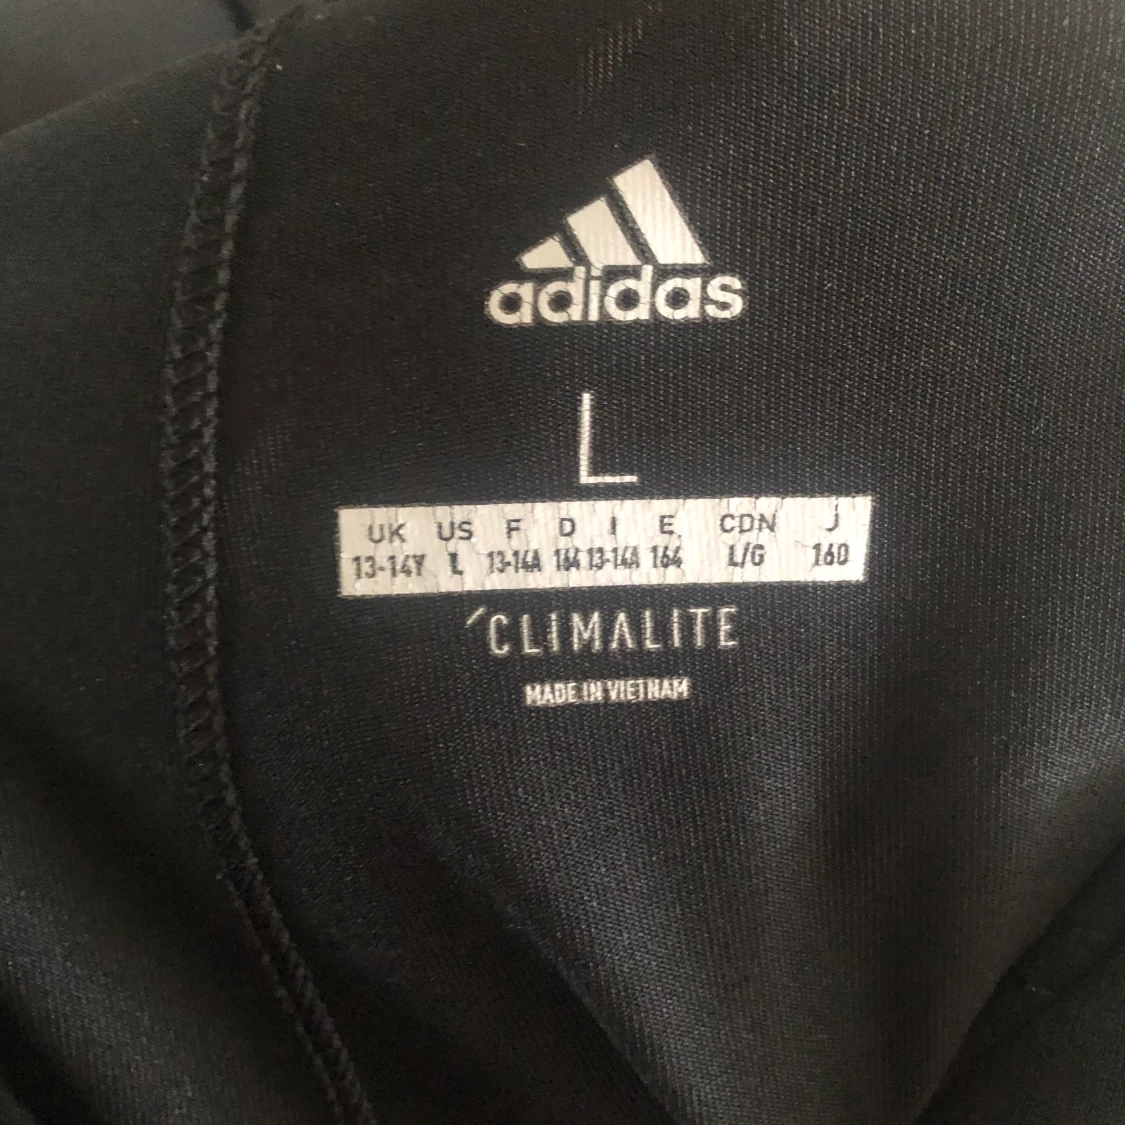 adidas
L
UK US F D I E CDN J
13-14Y L 13-14A 164 13-14A 164 L/G 160
CLIMALITE
MADE IN VIETNAM